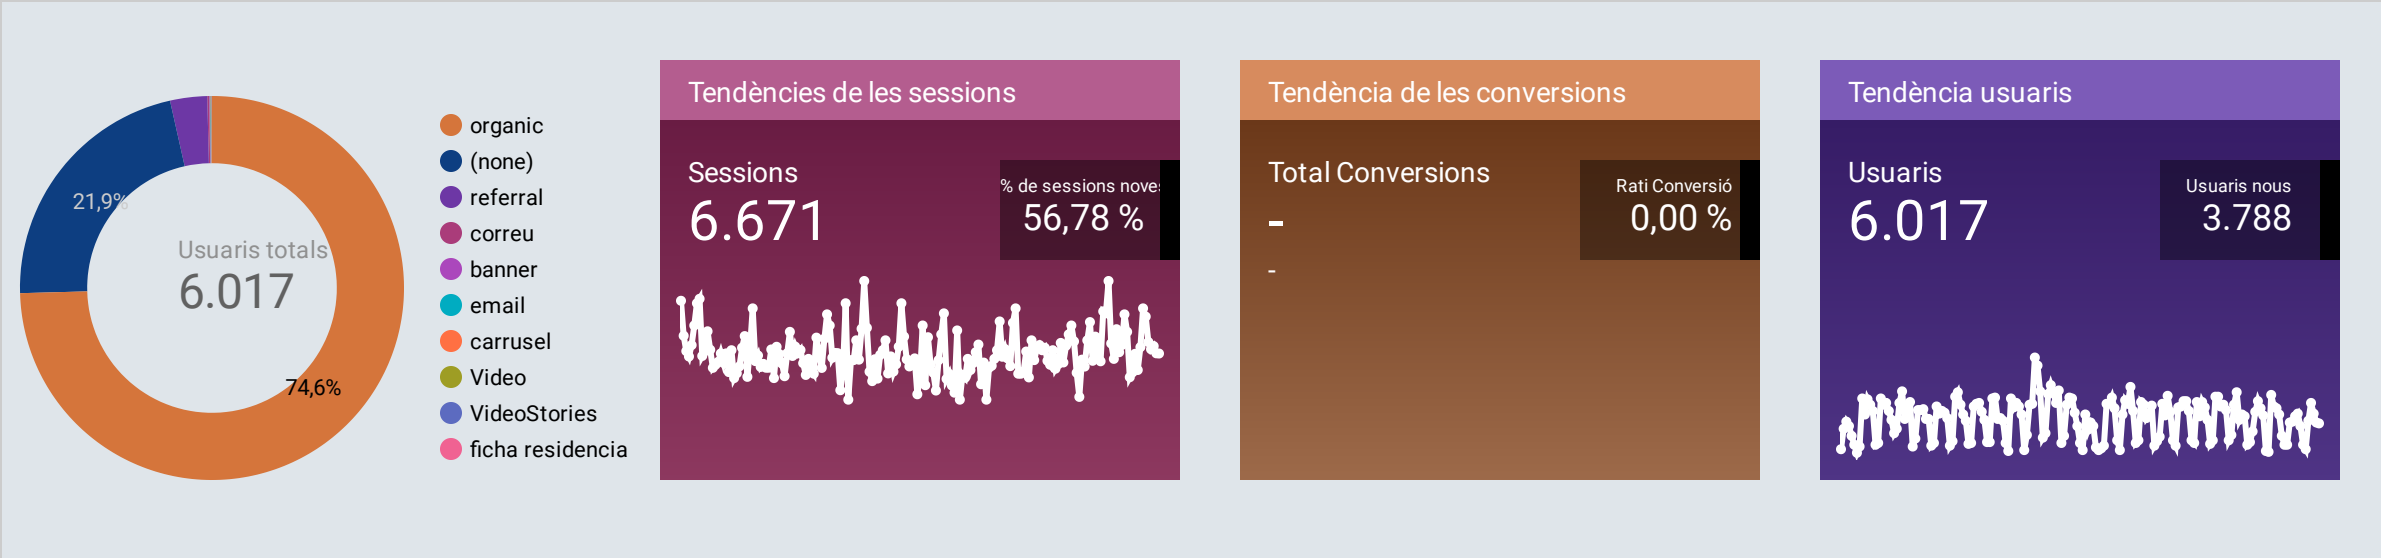 21,9%
Usuaris totals
6.017
74,6%
organic
(none)
referral
correu
banner
email
carrusel
Video
VideoStories
ficha residencia
Tendències de les sessions
Sessions
6.671
% de sessions noves
56,78 %
Tendència de les conversions
Total Conversions
-
-
Rati Conversió
0,00 %
Tendència usuaris
Usuaris
6.017
Usuaris nous
3.788